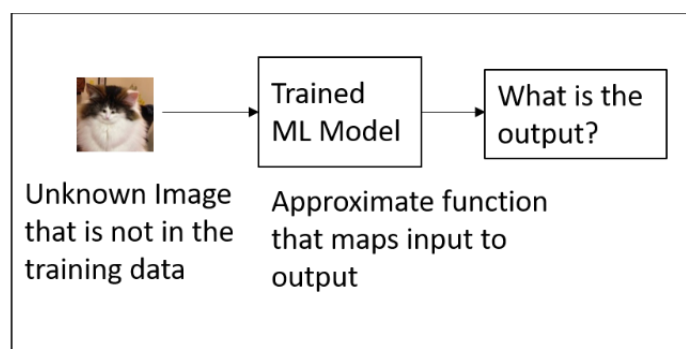 Trained
ML Model
What is the
output?
Unknown Image
that is not in the
training data
Approximate function
that maps input to
output